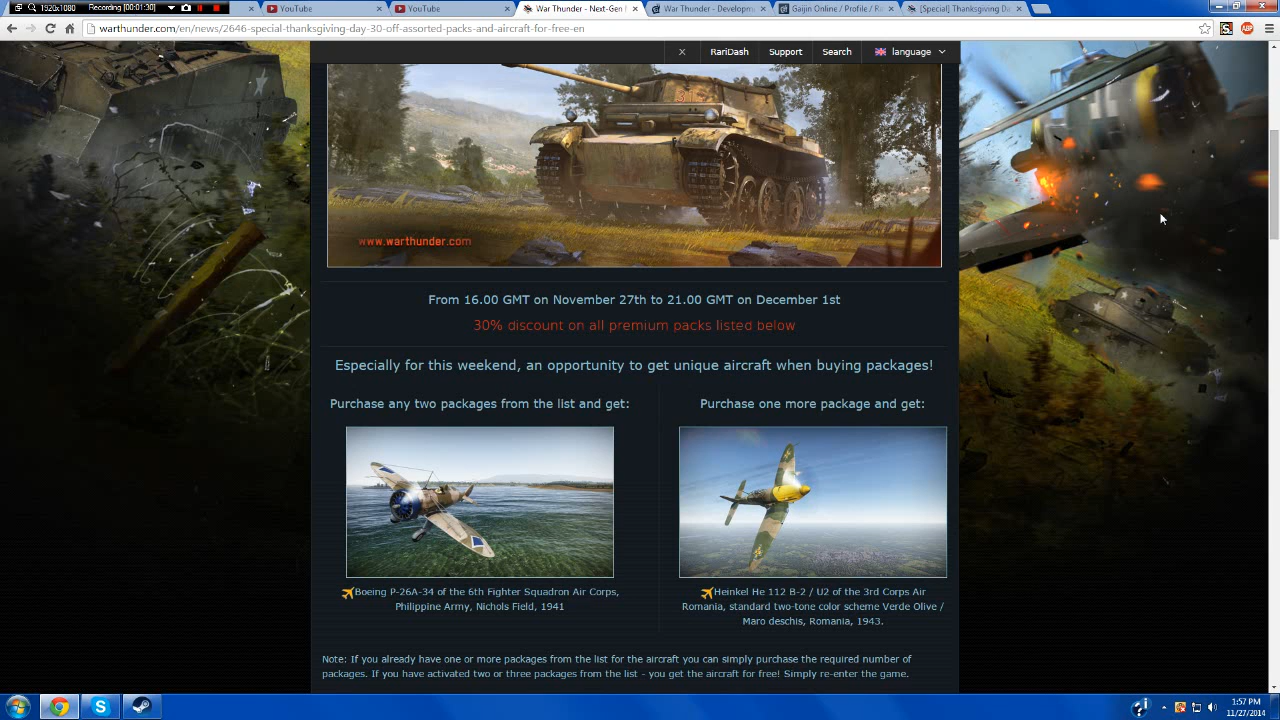 1920x1080
Recording [00:01:30]
YouTube
YouTube
War Thunder - Next-Gen
War Thunder - Developm
Gaijin Online / Profile / Ra
[Special] Thanksgiving Da
warthunder.com/en/news/2646-special-thanksgiving-day-30-off-assorted-packs-and-aircraft-for-free-en
ABP
RariDash
Support
Search
language
www.warthunder.com
From 16.00 GMT on November 27th to 21.00 GMT on December 1st
30% discount on all premium packs listed below
Especially for this weekend, an opportunity to get unique aircraft when buying packages!
Purchase any two packages from the list and get:
Boeing P-26A-34 of the 6th Fighter Squadron Air Corps,
Philippine Army, Nichols Field, 1941
Purchase one more package and get:
Heinkel He 112 B-2 / U2 of the 3rd Corps Air
Romania, standard two-tone color scheme Verde Olive /
Maro deschis, Romania, 1943.
Note: If you already have one or more packages from the list for the aircraft you can simply purchase the required number of
packages. If you have activated two or three packages from the list - you get the aircraft for free! Simply re-enter the game.
1:57 PM
11/27/2014